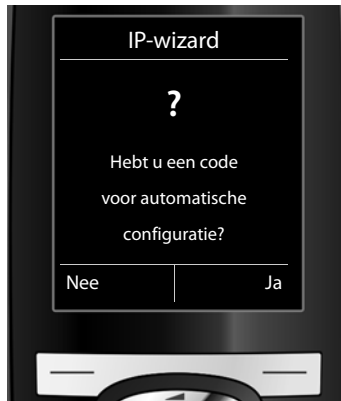 IP-wizard
?
Hebt u een code
voor automatische
configuratie?
Nee Ja